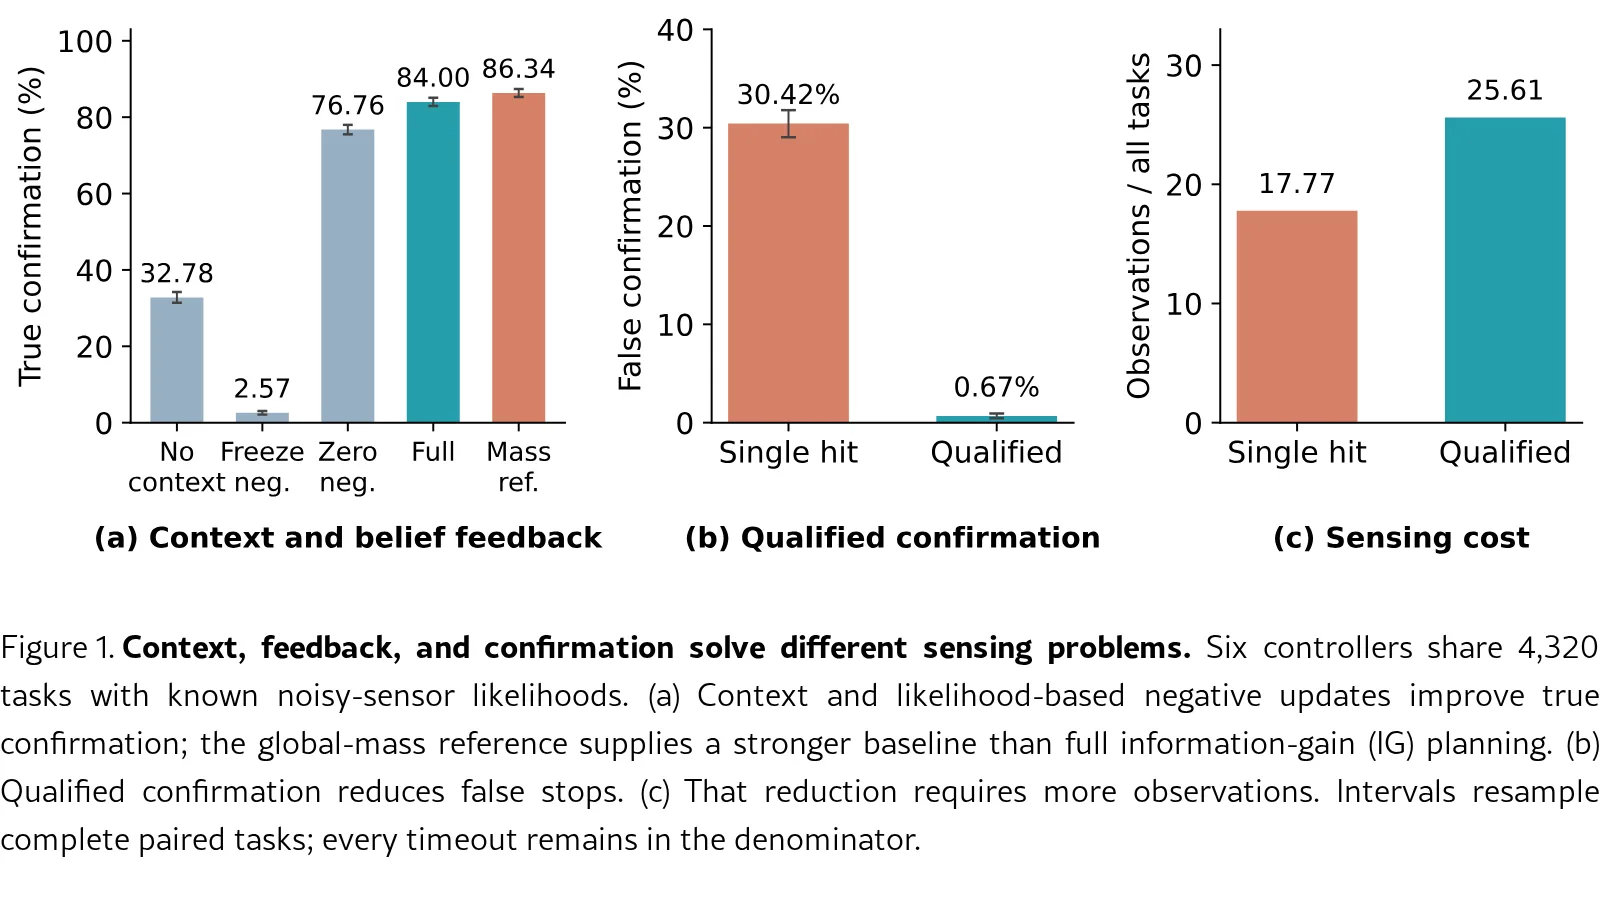 True confirmation (%)
100
80
60
40
20
0
32.78
2.57
76.76
84.00
86.34
No context
Freeze neg.
Zero neg.
Full
Mass ref.
(a) Context and belief feedback
False confirmation (%)
40
30
20
10
0
30.42%
0.67%
Single hit
Qualified
(b) Qualified confirmation
Observations / all tasks
30
20
10
0
17.77
25.61
Single hit
Qualified
(c) Sensing cost
Figure 1. Context, feedback, and confirmation solve different sensing problems. Six controllers share 4,320
tasks with known noisy-sensor likelihoods. (a) Context and likelihood-based negative updates improve true
confirmation; the global-mass reference supplies a stronger baseline than full information-gain (IG) planning. (b)
Qualified confirmation reduces false stops. (c) That reduction requires more observations. Intervals resample
complete paired tasks; every timeout remains in the denominator.